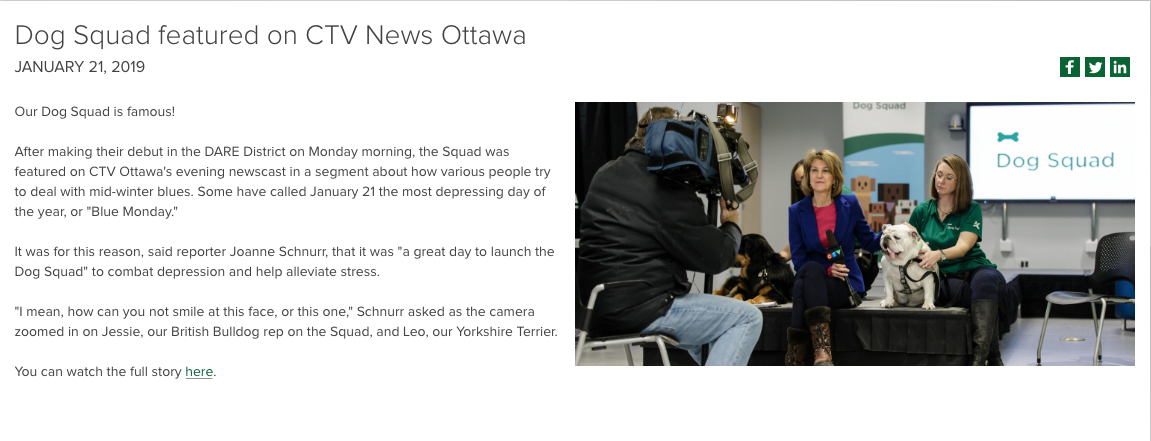 Dog Squad featured on CTV News Ottawa
JANUARY 21, 2019
Our Dog Squad is famous!
After making their debut in the DARE District on Monday morning, the Squad was
featured on CTV Ottawa's evening newscast in a segment about how various people try
to deal with mid-winter blues. Some have called January 21 the most depressing day of
the year, or "Blue Monday."
It was for this reason, said reporter Joanne Schnurr, that it was "a great day to launch the
Dog Squad" to combat depression and help alleviate stress.
"I mean, how can you not smile at this face, or this one," Schnurr asked as the camera
zoomed in on Jessie, our British Bulldog rep on the Squad, and Leo, our Yorkshire Terrier.
You can watch the full story here.
Dog Squad
Dog Squad